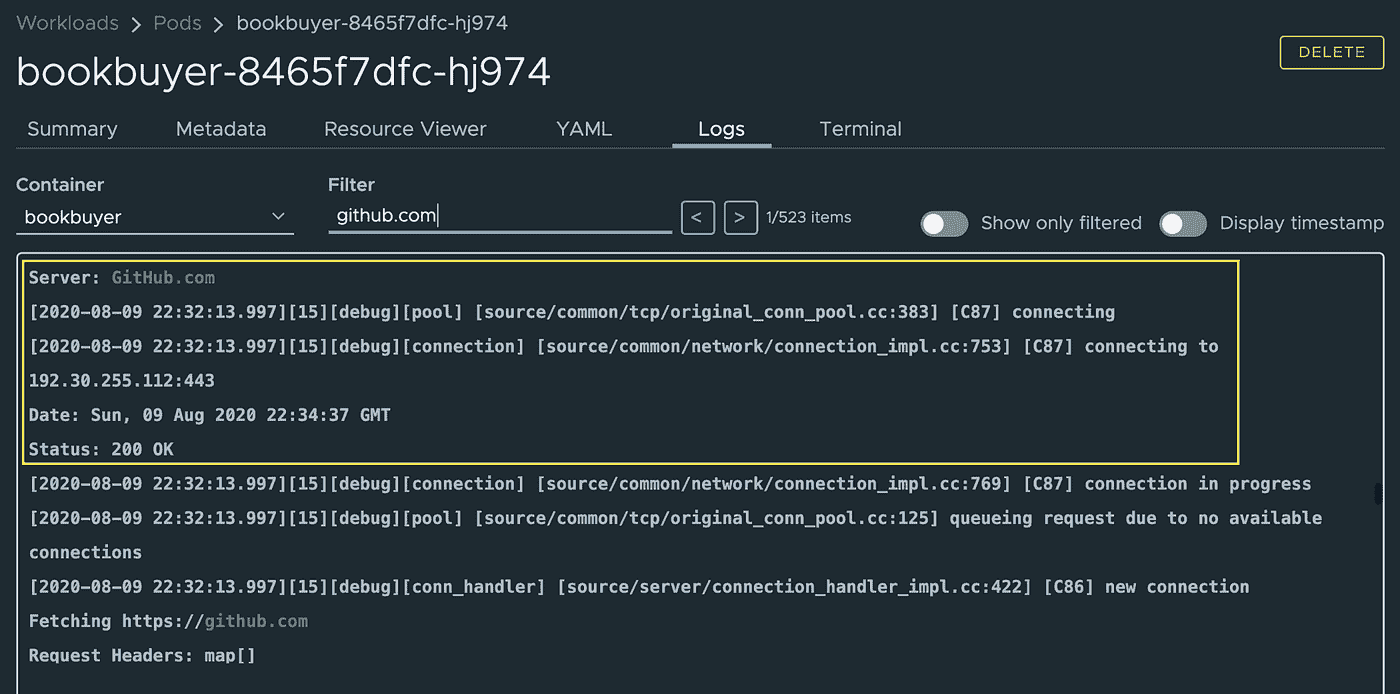 Workloads > Pods > bookbuyer-8465f7dfc-hj974
bookbuyer-8465f7dfc-hj974
DELETE
Summary Metadata Resource Viewer YAML Logs Terminal
Container Filter
bookbuyer github.com < > 1/523 items Show only filtered Display timestamp
Server: GitHub.com
[2020-08-09 22:32:13.997][15][debug][pool] [source/common/tcp/original_conn_pool.cc:383] [C87] connecting
[2020-08-09 22:32:13.997][15][debug][connection] [source/common/network/connection_impl.cc:753] [C87] connecting to
192.30.255.112:443
Date: Sun, 09 Aug 2020 22:34:37 GMT
Status: 200 OK
[2020-08-09 22:32:13.997][15][debug][connection] [source/common/network/connection_impl.cc:769] [C87] connection in progress
[2020-08-09 22:32:13.997][15][debug][pool] [source/common/tcp/original_conn_pool.cc:125] queueing request due to no available
connections
[2020-08-09 22:32:13.997][15][debug][conn_handler] [source/server/connection_handler_impl.cc:422] [C86] new connection
Fetching https://github.com
Request Headers: map[]